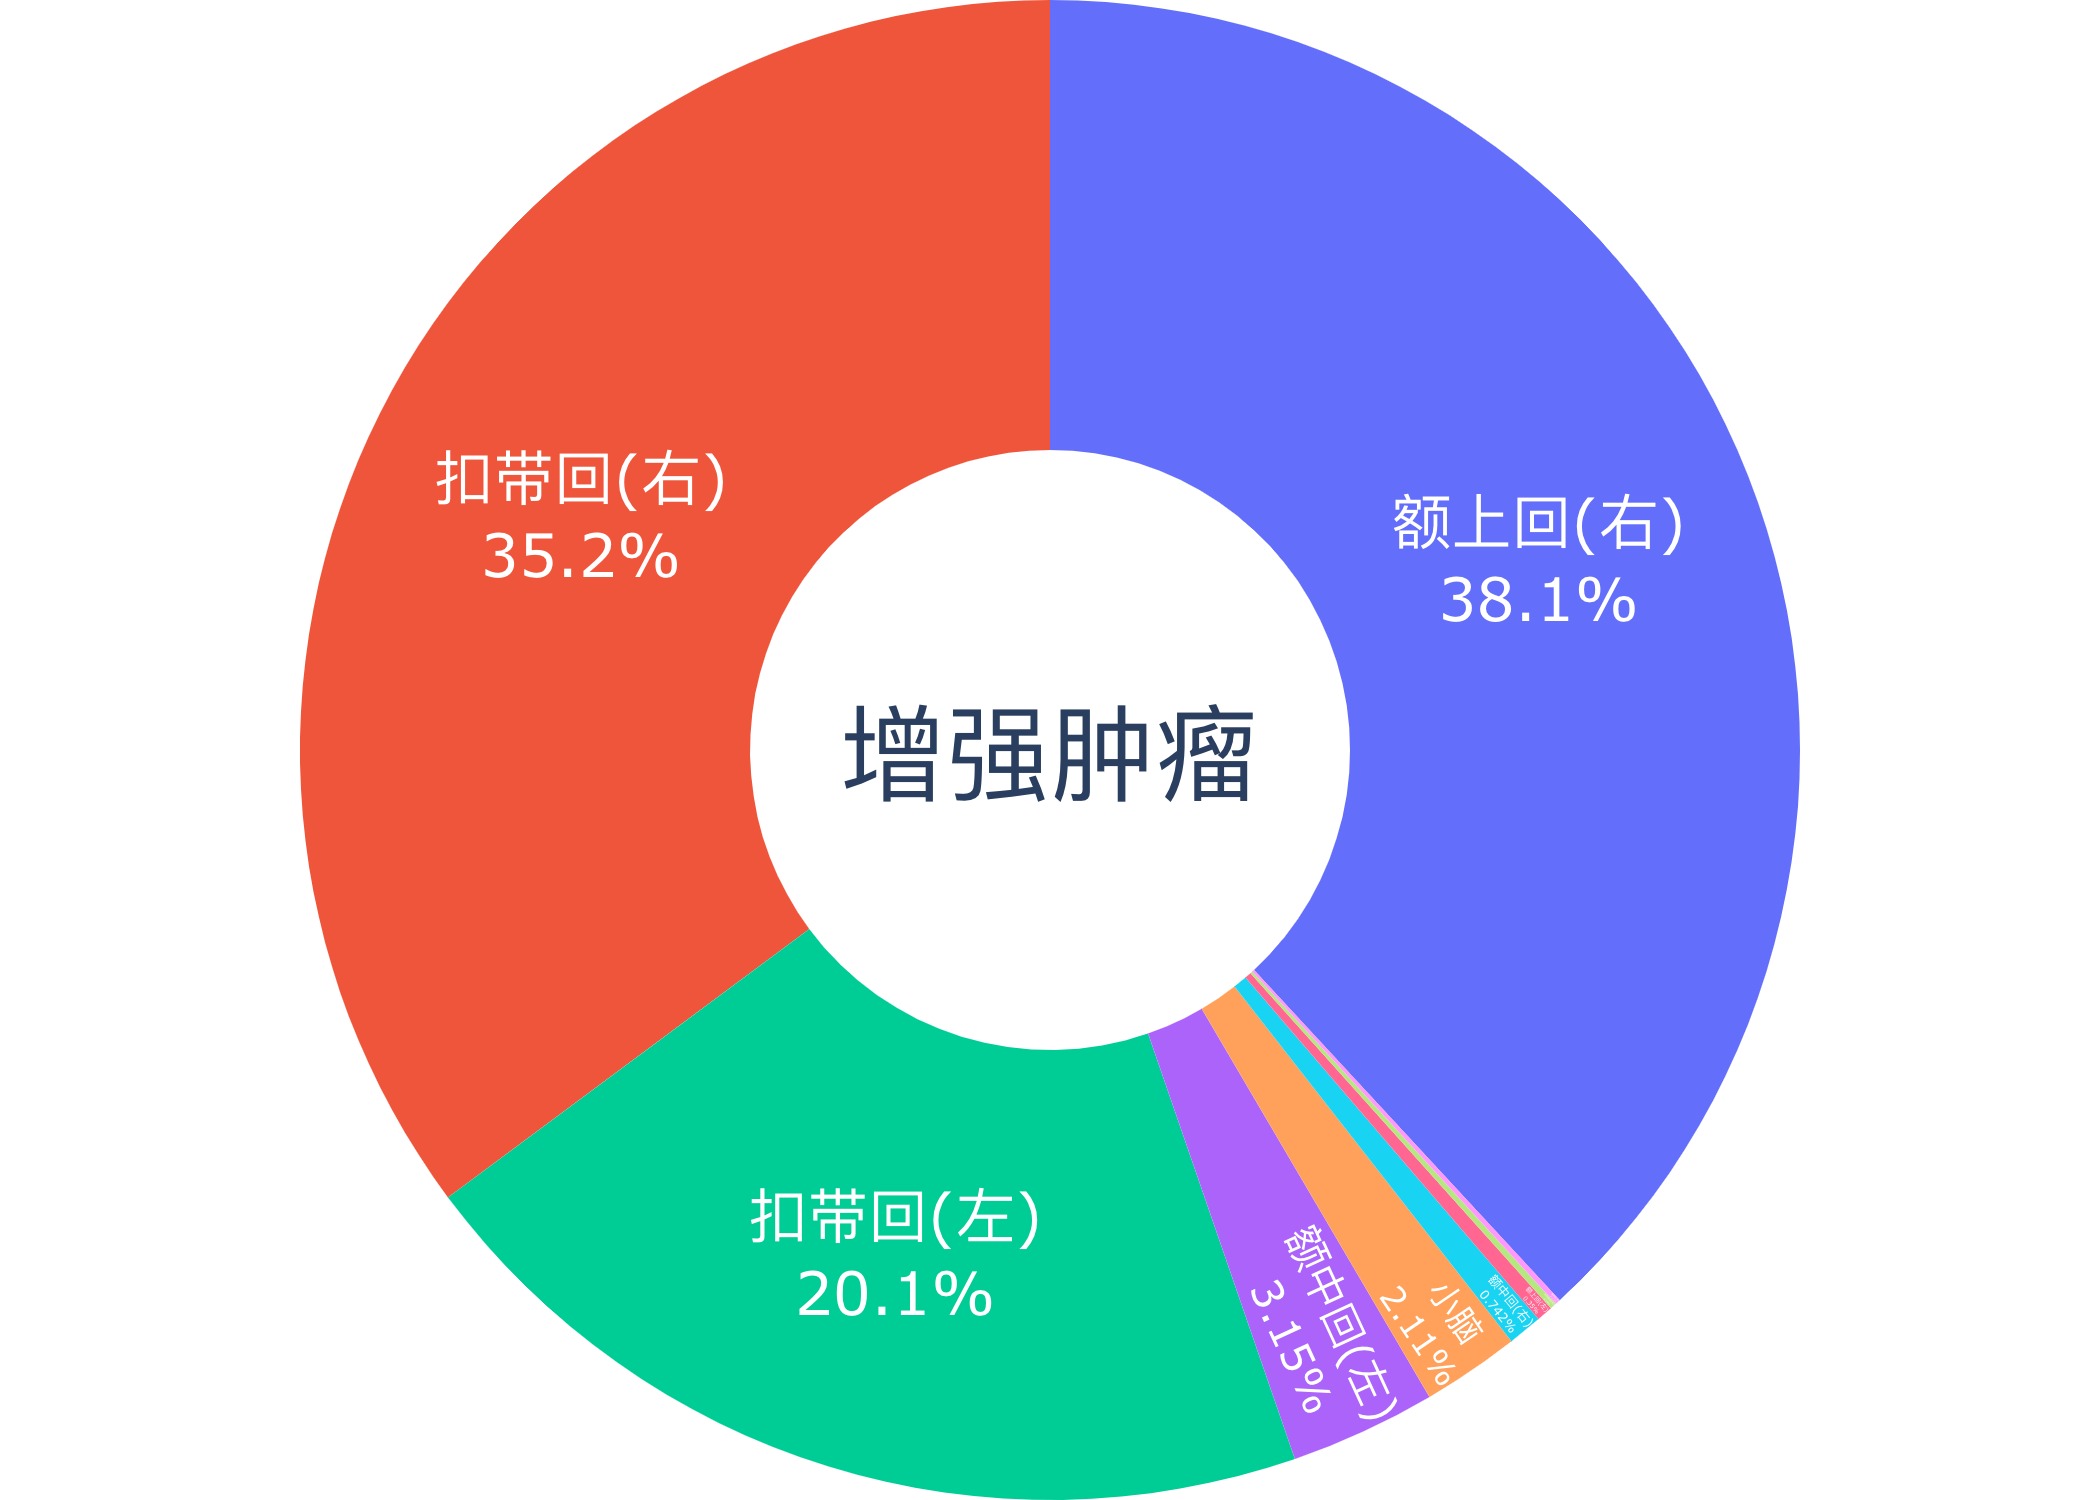 扣带回(右)
35.2%
额上回(右)
38.1%
增强肿瘤
扣带回(左)
20.1%
额中回(左)
3.15%
小脑
2.11%
额中回(右)
0.742%